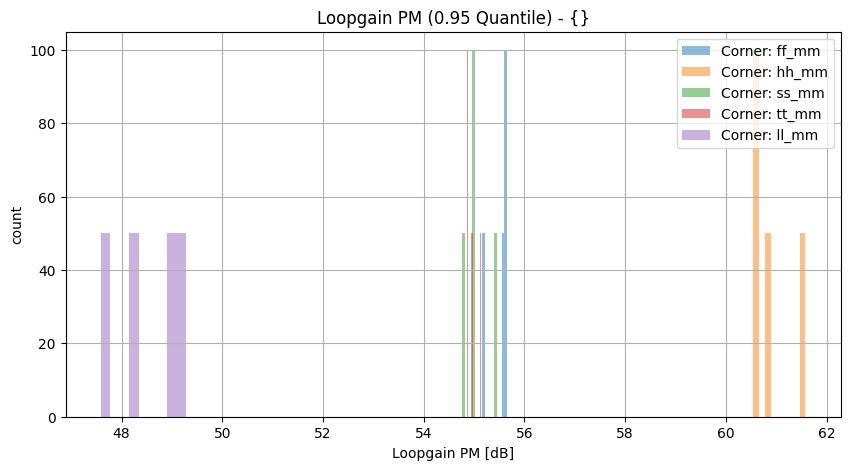 Loopgain PM (0.95 Quantile) - {}
count
100
80
60
40
20
0
48 50 52 54 56 58 60 62
Loopgain PM [dB]
Corner: ff_mm
Corner: hh_mm
Corner: ss_mm
Corner: tt_mm
Corner: ll_mm